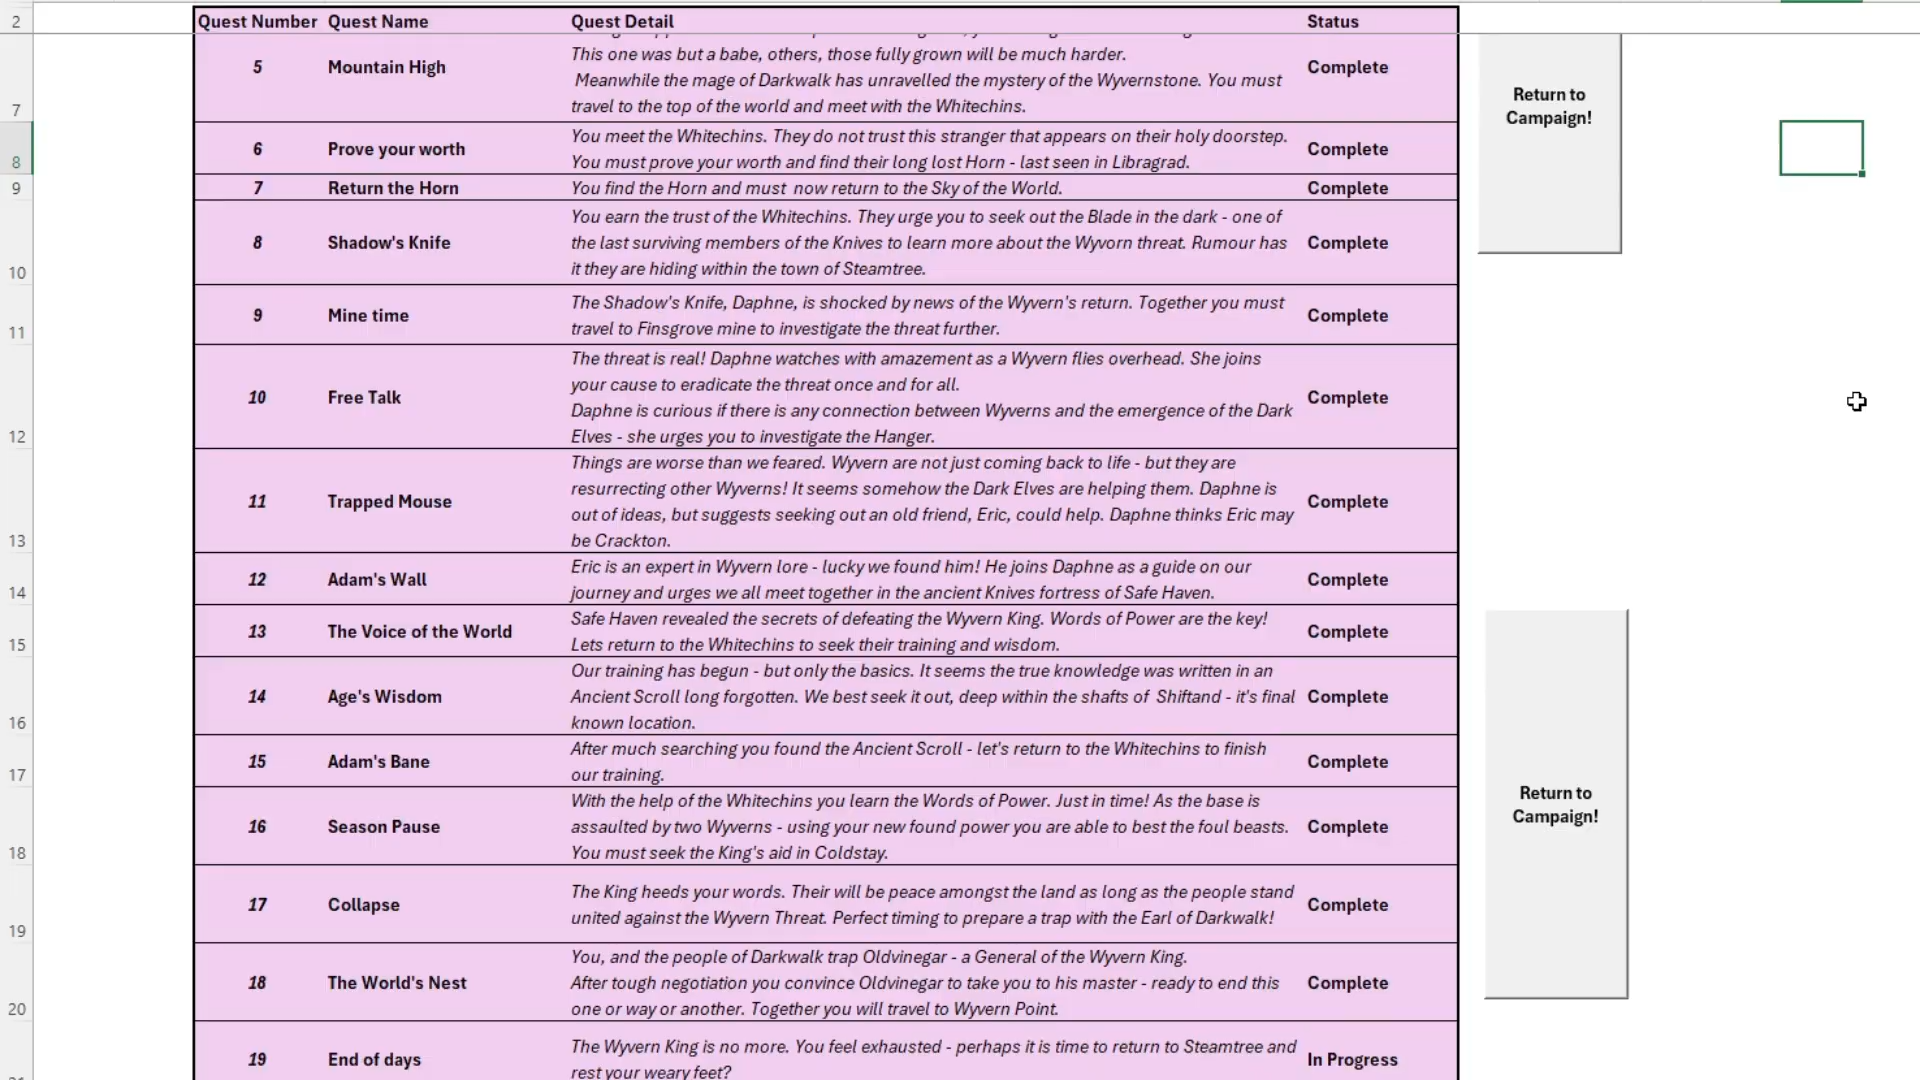 2 Quest Number Quest Name Quest Detail Status
This one was but a babe, others, those fully grown will be much harder.
5 Mountain High Complete
Meanwhile the mage of Darkwalk has unravelled the mystery of the Wyvernstone. You must
7 travel to the top of the world and meet with the Whitechins.
Return to
Campaign!
You meet the Whitechins. They do not trust this stranger that appears on their holy doorstep.
6 Prove your worth Complete
8 You must prove your worth and find their long lost Horn - last seen in Libragrad.
9 7 Return the Horn You find the Horn and must now return to the Sky of the World. Complete
You earn the trust of the Whitechins. They urge you to seek out the Blade in the dark - one of
8 Shadow's Knife the last surviving members of the Knives to learn more about the Wyvorn threat. Rumour has Complete
10 it they are hiding within the town of Steamtree.
The Shadow's Knife, Daphne, is shocked by news of the Wyvern's return. Together you must
9 Mine time Complete
11 travel to Finsgrove mine to investigate the threat further.
The threat is real! Daphne watches with amazement as a Wyvern flies overhead. She joins
your cause to eradicate the threat once and for all.
10 Free Talk Complete
Daphne is curious if there is any connection between Wyverns and the emergence of the Dark
12 Elves - she urges you to investigate the Hanger.
Things are worse than we feared. Wyvern are not just coming back to life - but they are
resurrecting other Wyverns! It seems somehow the Dark Elves are helping them. Daphne is
11 Trapped Mouse Complete
out of ideas, but suggests seeking out an old friend, Eric, could help. Daphne thinks Eric may
13 be Crackton.
Eric is an expert in Wyvern lore - lucky we found him! He joins Daphne as a guide on our
12 Adam's Wall Complete
14 journey and urges we all meet together in the ancient Knives fortress of Safe Haven.
Safe Haven revealed the secrets of defeating the Wyvern King. Words of Power are the key!
13 The Voice of the World Complete
15 Lets return to the Whitechins to seek their training and wisdom.
Our training has begun - but only the basics. It seems the true knowledge was written in an
14 Age's Wisdom Ancient Scroll long forgotten. We best seek it out, deep within the shafts of Shiftand - it's final Complete
16 known location.
After much searching you found the Ancient Scroll - let's return to the Whitechins to finish
15 Adam's Bane Complete
17 our training.
With the help of the Whitechins you learn the Words of Power. Just in time! As the base is
16 Season Pause assaulted by two Wyverns - using your new found power you are able to best the foul beasts. Complete
18 You must seek the King's aid in Coldstay.
Return to
Campaign!
The King heeds your words. Their will be peace amongst the land as long as the people stand
17 Collapse Complete
19 united against the Wyvern Threat. Perfect timing to prepare a trap with the Earl of Darkwalk!
You, and the people of Darkwalk trap Oldvinegar - a General of the Wyvern King.
18 The World's Nest After tough negotiation you convince Oldvinegar to take you to his master - ready to end this Complete
20 one or way or another. Together you will travel to Wyvern Point.
The Wyvern King is no more. You feel exhausted - perhaps it is time to return to Steamtree and
19 End of days In Progress
rest your weary feet?